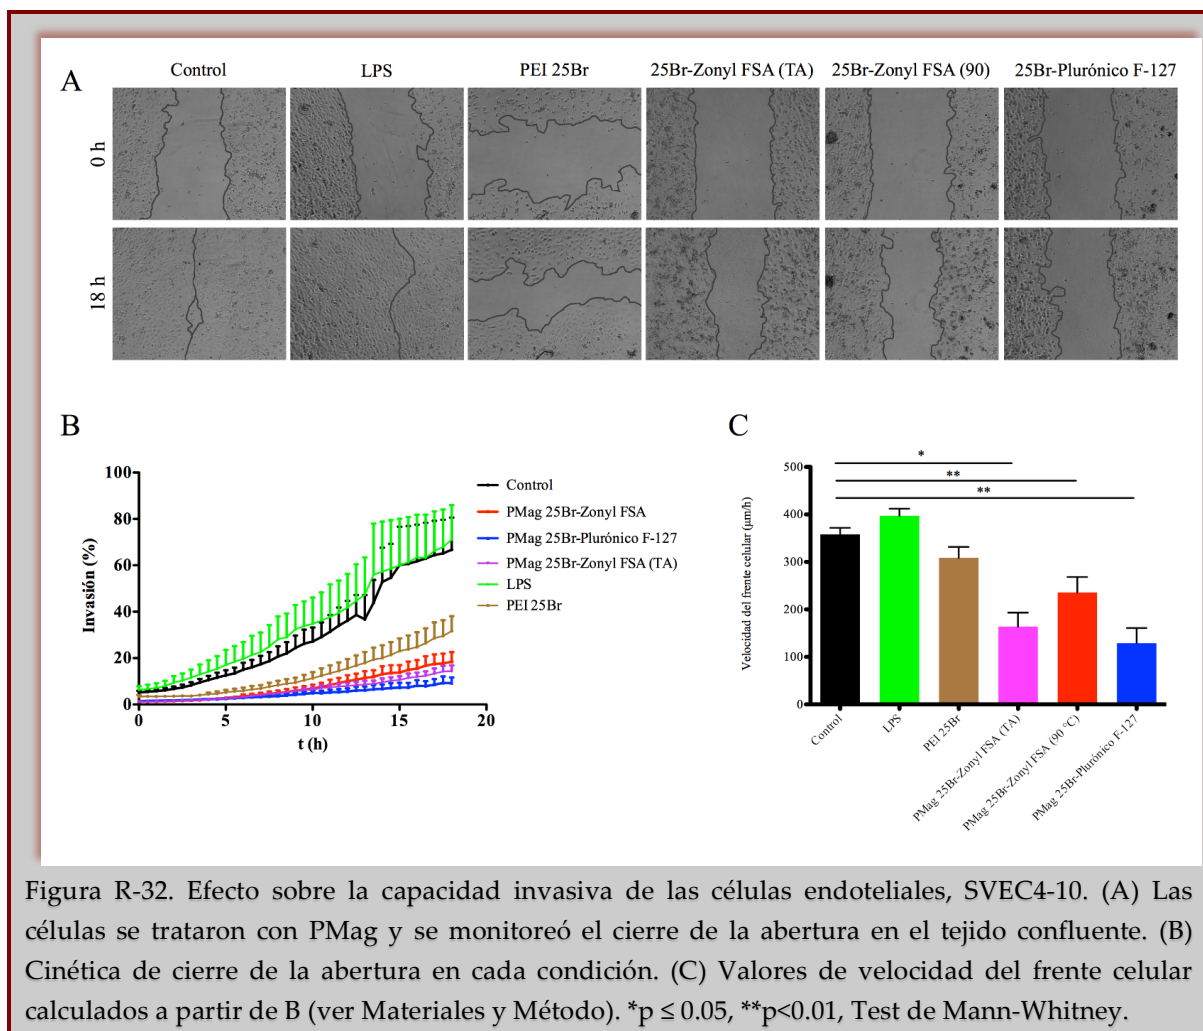 A
Control LPS PEI 25Br 25Br-Zonyl FSA (TA) 25Br-Zonyl FSA (90) 25Br-Plurónico F-127
0 h
18 h
B
100
80
60
40
20
0
Invasión (%)
0 5 10 15 20
t (h)
Control
PMag 25Br-Zonyl FSA
PMag 25Br-Plurónico F-127
PMag 25Br-Zonyl FSA (TA)
LPS
PEI 25Br
C
*
**
**
500
400
300
200
100
0
Velocidad del frente celular (µm/h)
Control
LPS
PEI 25Br
PMag 25Br-Zonyl FSA (TA)
PMag 25Br-Zonyl FSA (90 °C)
PMag 25Br-Plurónico F-127
Figura R-32. Efecto sobre la capacidad invasiva de las células endoteliales, SVEC4-10. (A) Las
células se trataron con PMag y se monitoreó el cierre de la abertura en el tejido confluente. (B)
Cinética de cierre de la abertura en cada condición. (C) Valores de velocidad del frente celular
calculados a partir de B (ver Materiales y Método). *p ≤ 0.05, **p<0.01, Test de Mann-Whitney.